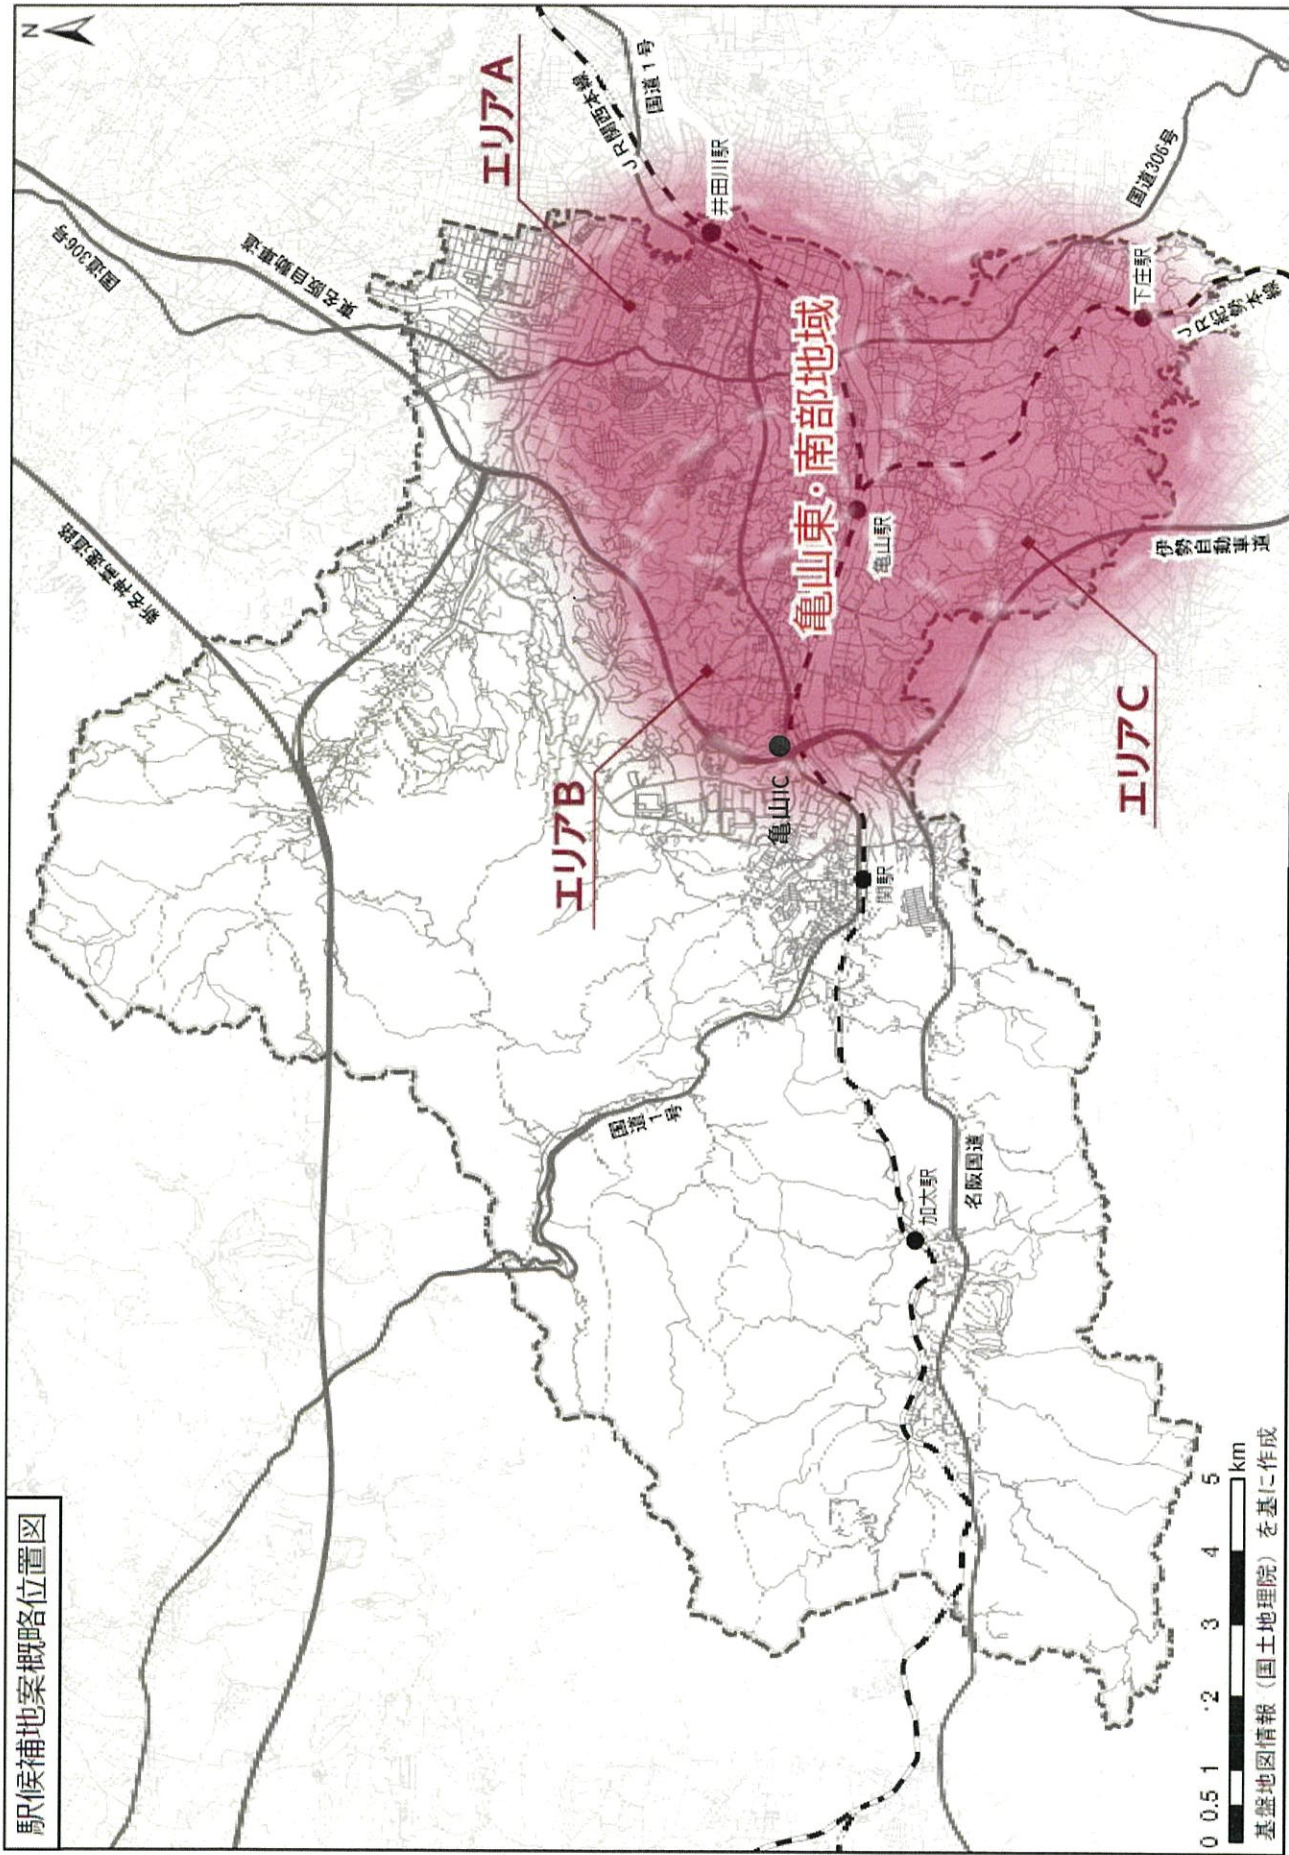 駅候補地案概略位置図
N
新名神高速道路
国道306号
東名阪自動車道
エリアA
JR関西本線
国道1号
井田川駅
エリアB
亀山東・南部地域
亀山IC
亀山駅
関駅
国道1号
加太駅
名阪国道
エリアC
国道306号
下庄駅
JR紀勢本線
伊勢自動車道
0 0.5 1 2 3 4 5
km
基盤地図情報（国土地理院）を基に作成